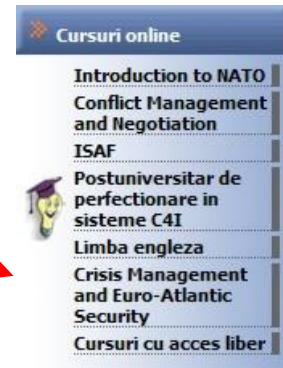 Cursuri online
Introduction to NATO
Conflict Management
and Negotiation
ISAF
Postuniversitar de
perfectionare in
sisteme C4I
Limba engleza
Crisis Management
and Euro-Atlantic
Security
Cursuri cu acces liber